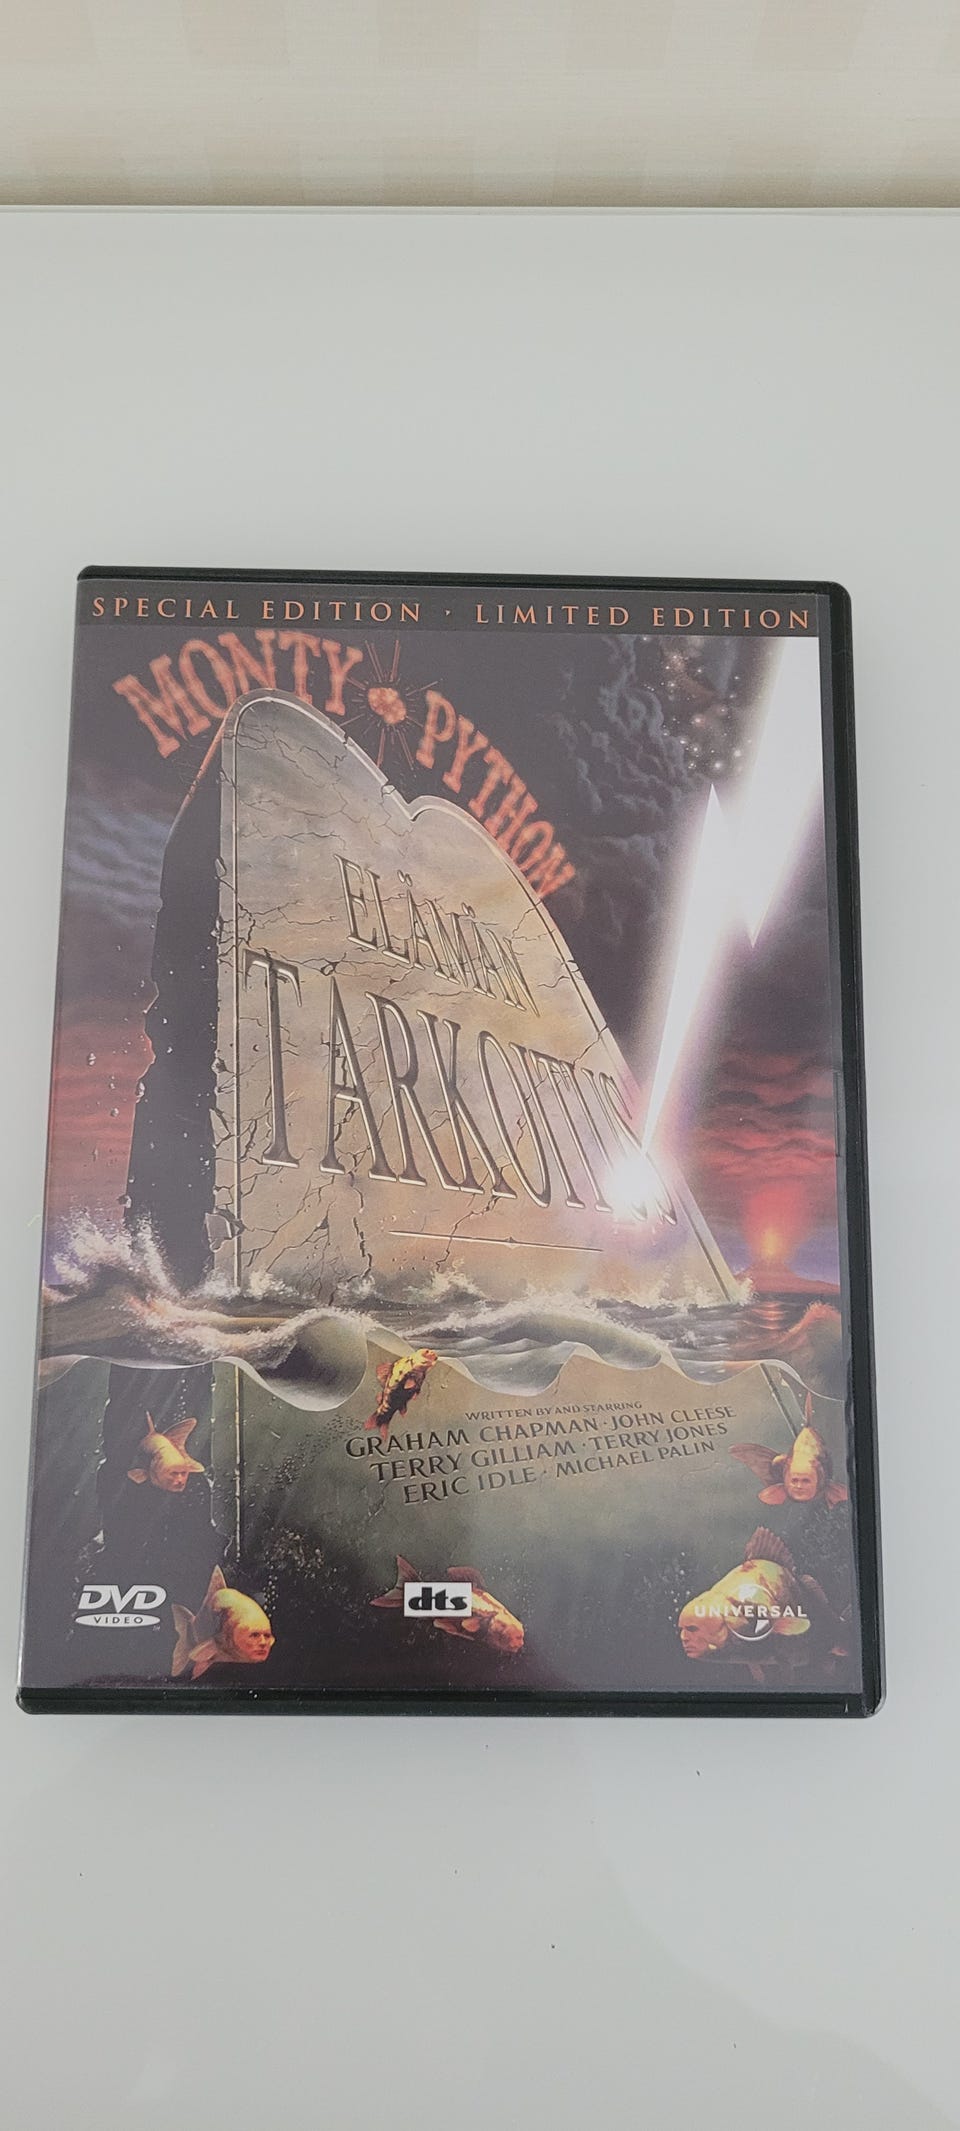 SPECIAL EDITION · LIMITED EDITION
MONTY PYTHON
ELÄMÄN
TARKOITUS
WRITTEN BY AND STARRING
GRAHAM CHAPMAN · JOHN CLEESE
TERRY GILLIAM · TERRY JONES
ERIC IDLE · MICHAEL PALIN
DVD
VIDEO
dts
UNIVERSAL